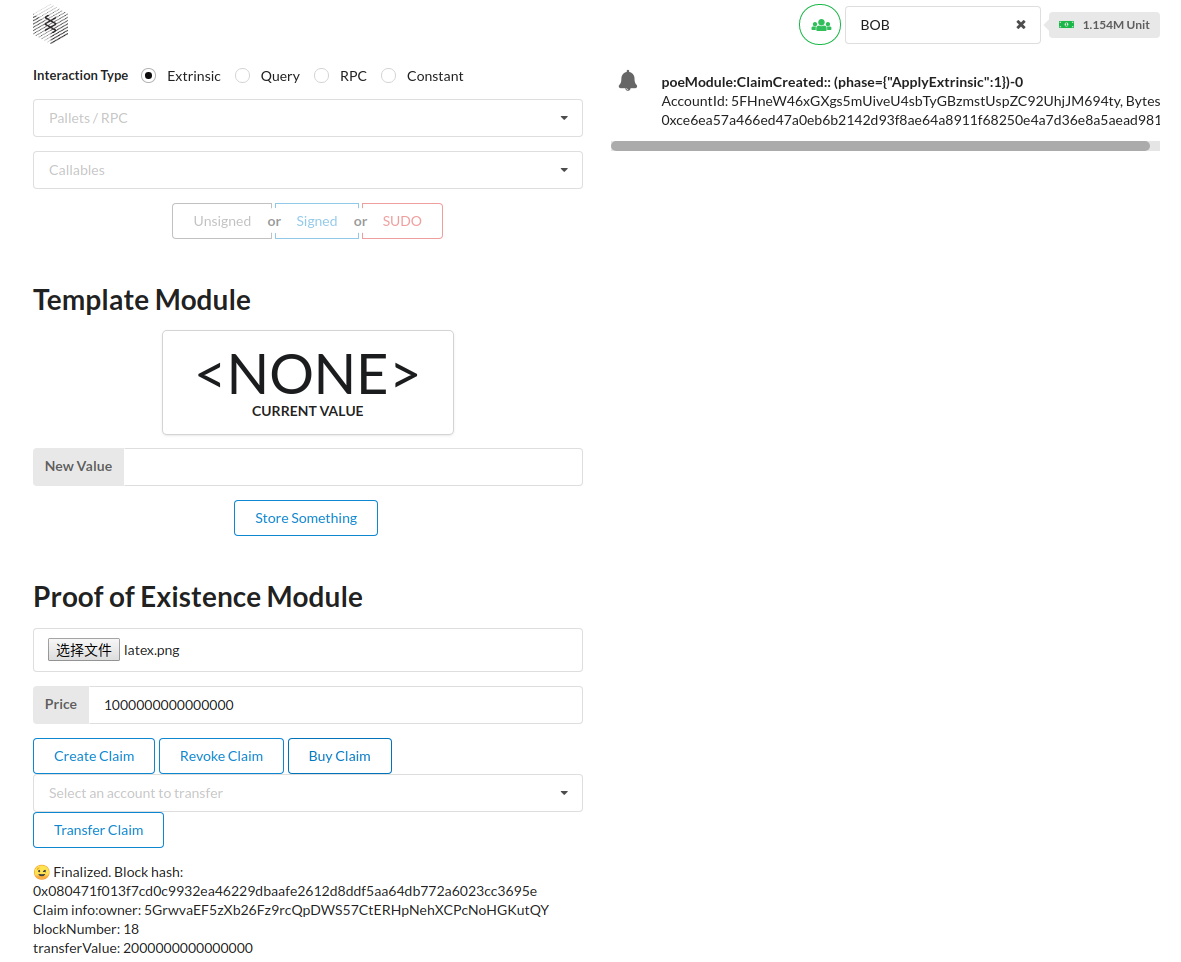 BOB
1.154M Unit
Interaction Type Extrinsic Query RPC Constant
Pallets / RPC
Callables
Unsigned or Signed or SUDO
poeModule:ClaimCreated:: (phase={"ApplyExtrinsic":1})-0
AccountId: 5FHneW46xGXgs5mUiveU4sbTyGBzmstUspZC92UhjJM694ty, Bytes
0xce6ea57a466ed47a0eb6b2142d93f8ae64a8911f68250e4a7d36e8a5aead981
Template Module
<NONE>
CURRENT VALUE
New Value
Store Something
Proof of Existence Module
选择文件 latex.png
Price 1000000000000000
Create Claim Revoke Claim Buy Claim
Select an account to transfer
Transfer Claim
😉 Finalized. Block hash:
0x080471f013f7cd0c9932ea46229dbaafe2612d8ddf5aa64db772a6023cc3695e
Claim info:owner: 5GrwvaEF5zXb26Fz9rcQpDWS57CtERHpNehXCPcNoHGKutQY
blockNumber: 18
transferValue: 2000000000000000